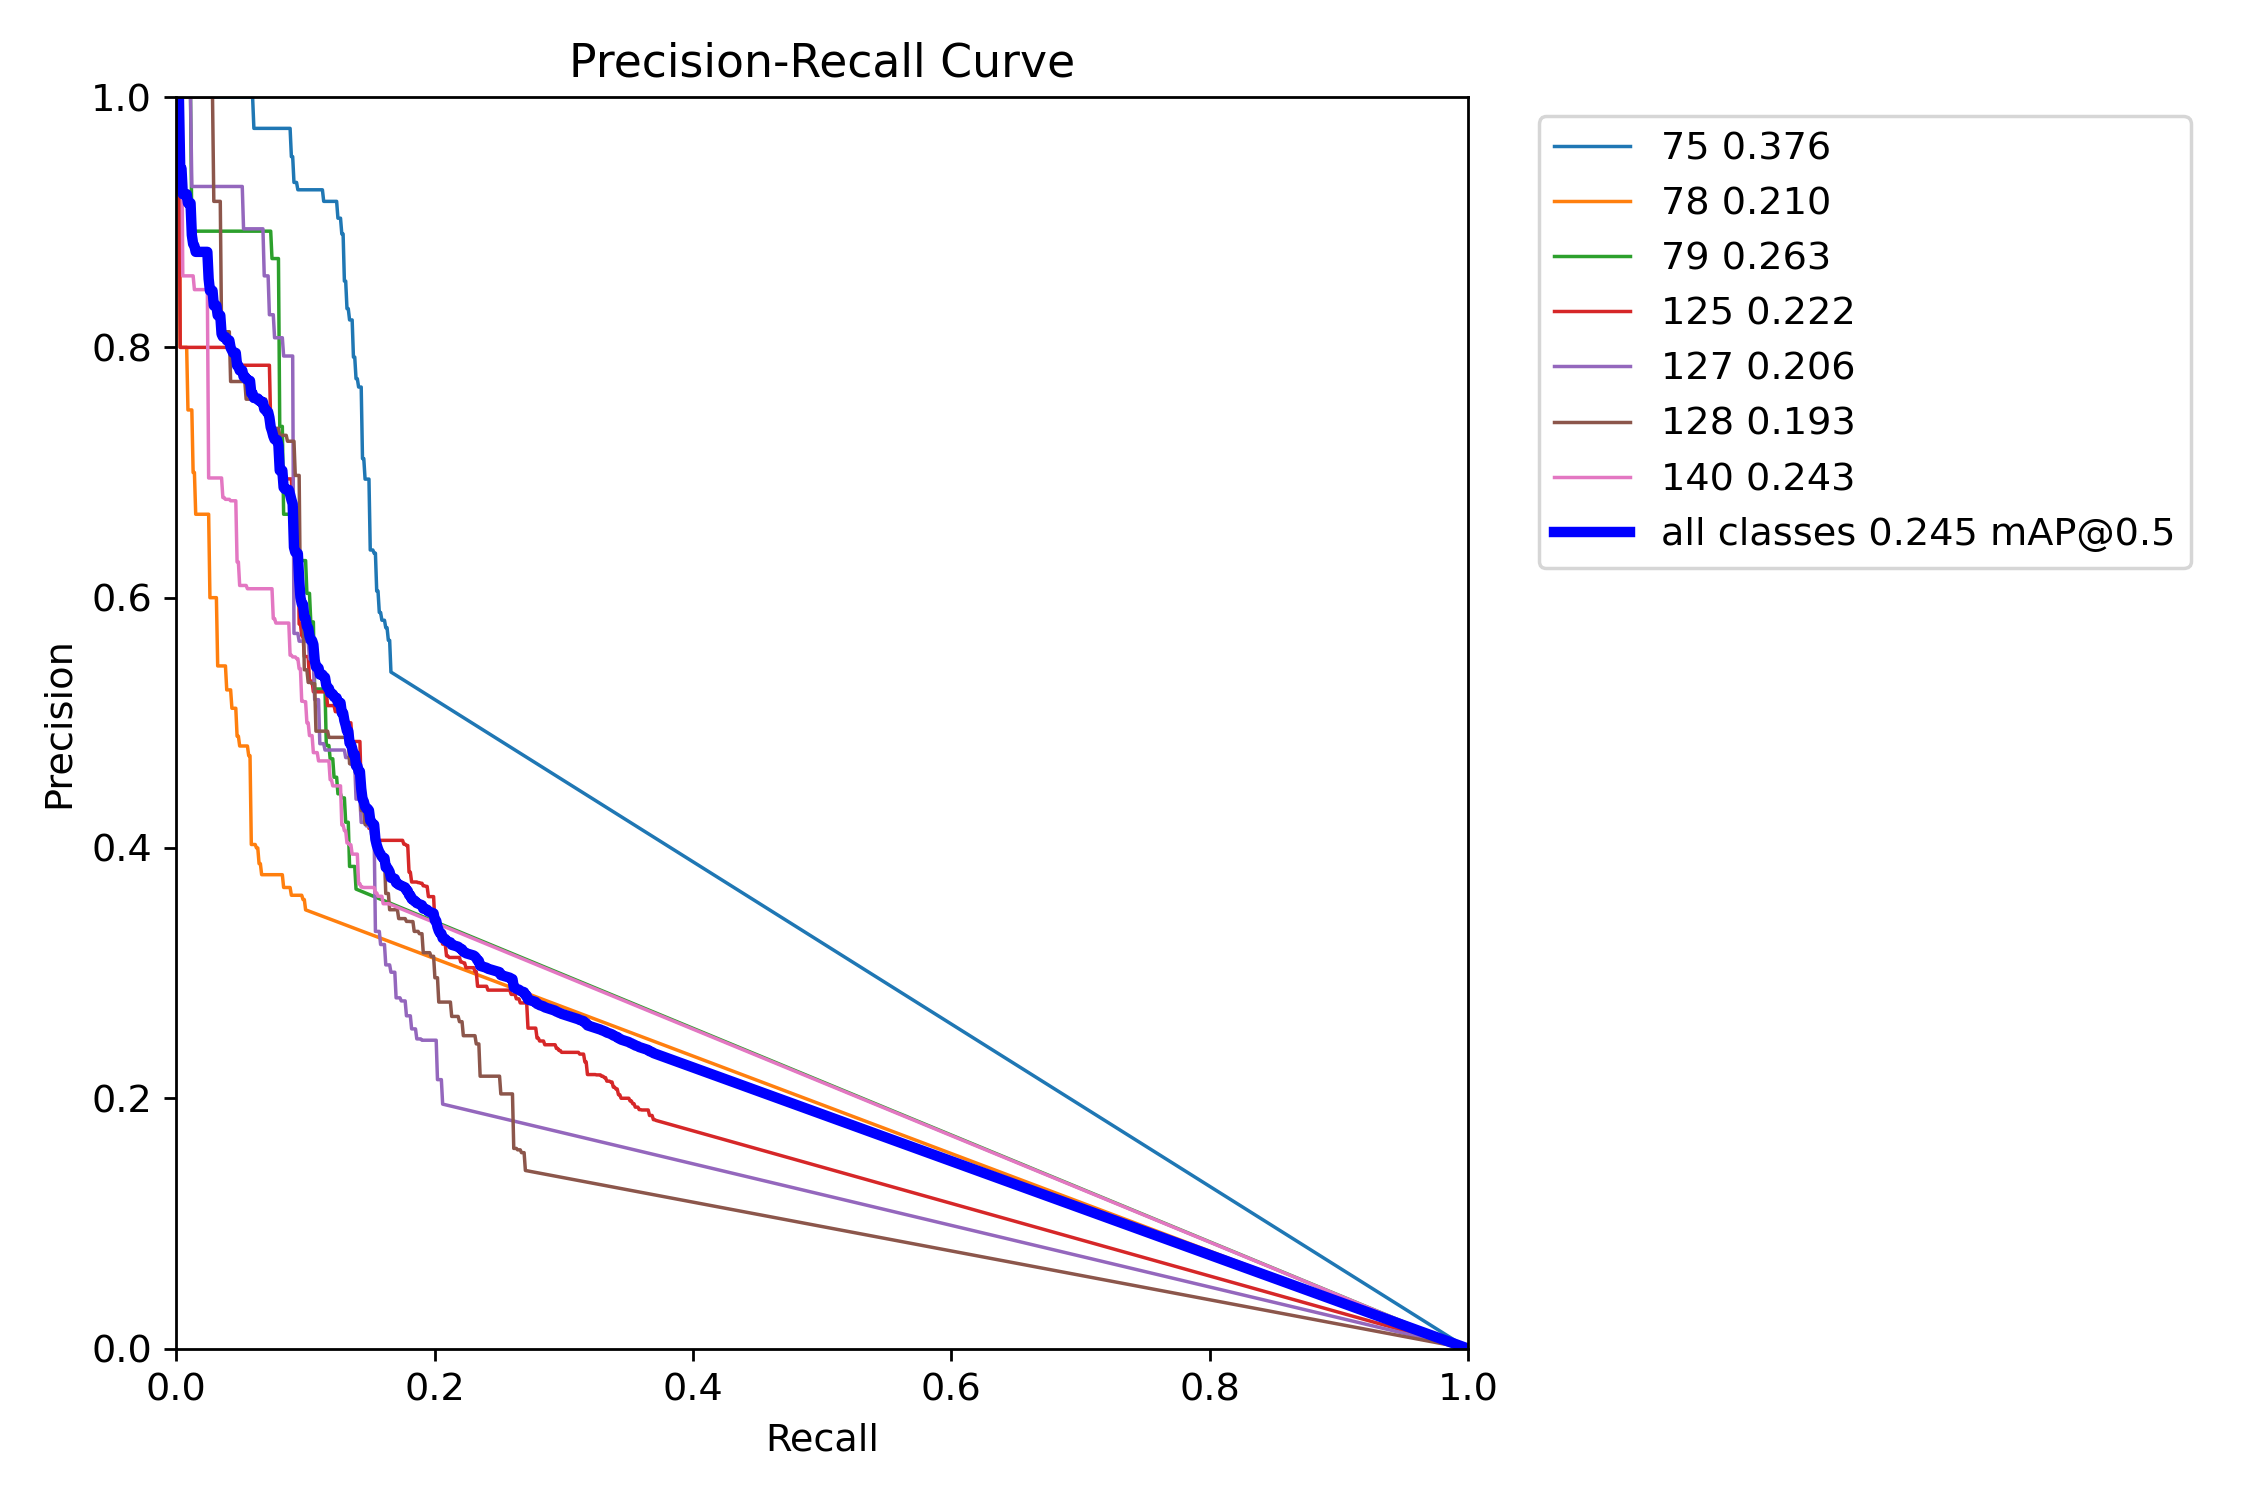 Precision-Recall Curve
1.0
0.8
0.6
0.4
0.2
0.0
Precision
0.0 0.2 0.4 0.6 0.8 1.0
Recall
75 0.376
78 0.210
79 0.263
125 0.222
127 0.206
128 0.193
140 0.243
all classes 0.245 mAP@0.5